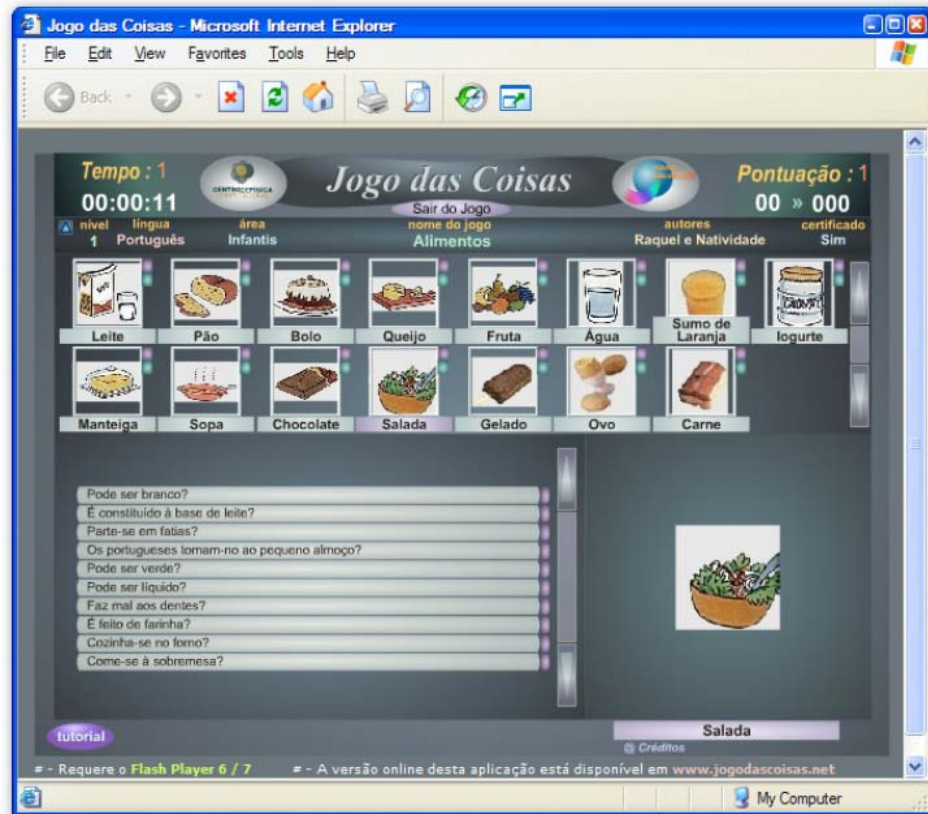 Jogo das Coisas - Microsoft Internet Explorer
File Edit View Favorites Tools Help
Back
Tempo : 1
Jogo das Coisas
Pontuação : 1
00:00:11
Sair do Jogo
00 » 000
nível língua área nome do jogo autores certificado
1 Português Infantis Alimentos Raquel e Natividade Sim
Leite Pão Bolo Queijo Fruta Água Sumo de Laranja Iogurte
Manteiga Sopa Chocolate Salada Gelado Ovo Carne
Pode ser branco?
É constituído à base de leite?
Parte-se em fatias?
Os portugueses tomam-no ao pequeno almoço?
Pode ser verde?
Pode ser líquido?
Faz mal aos dentes?
É feito de farinha?
Cozinha-se no forno?
Come-se à sobremesa?
tutorial
Salada
@ Créditos
# - Requere o Flash Player 6 / 7 # - A versão online desta aplicação está disponível em www.jogodascoisas.net
My Computer